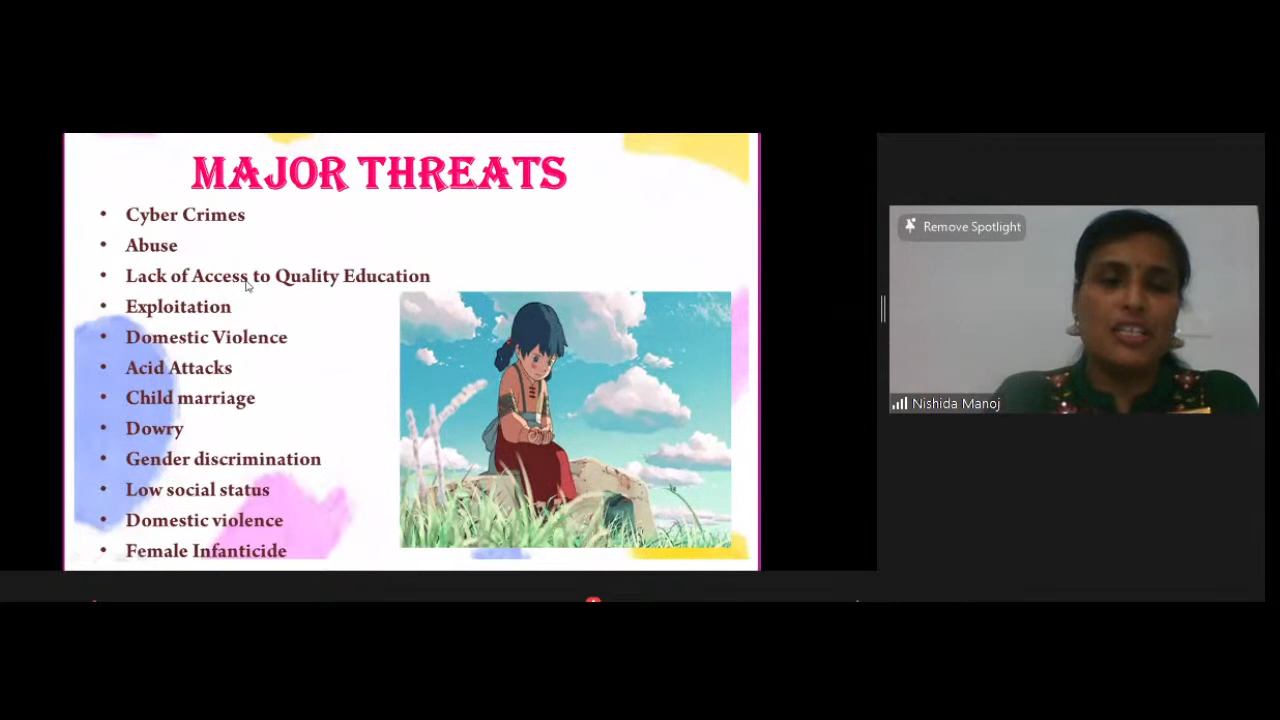 MAJOR THREATS
• Cyber Crimes
• Abuse
• Lack of Access to Quality Education
• Exploitation
• Domestic Violence
• Acid Attacks
• Child marriage
• Dowry
• Gender discrimination
• Low social status
• Domestic violence
• Female Infanticide
Remove Spotlight
Nishida Manoj